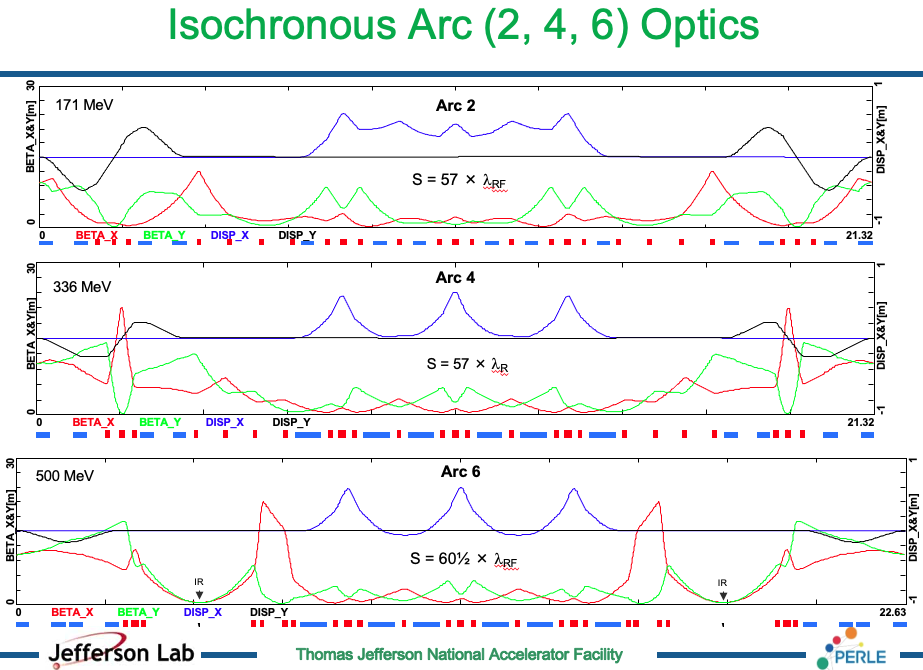 Isochronous Arc (2, 4, 6) Optics
30
1
BETA_X&Y[m]
DISP_X&Y[m]
171 MeV
Arc 2
S = 57 × λRF
0
-1
0
BETA_X
BETA_Y
DISP_X
DISP_Y
21.32
30
1
BETA_X&Y[m]
DISP_X&Y[m]
336 MeV
Arc 4
S = 57 × λR
0
-1
0
BETA_X
BETA_Y
DISP_X
DISP_Y
21.32
30
1
BETA_X&Y[m]
DISP_X&Y[m]
500 MeV
Arc 6
S = 60½ × λRF
IR
IR
0
-1
0
BETA_X
BETA_Y
DISP_X
DISP_Y
22.63
Jefferson Lab
Thomas Jefferson National Accelerator Facility
PERLE